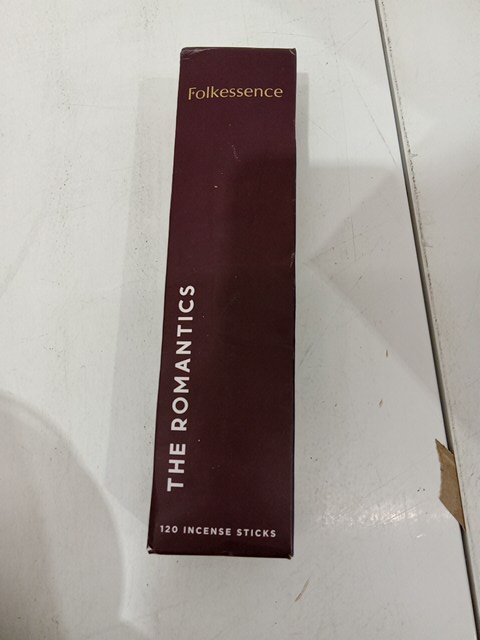 Folkessence
THE ROMANTICS
120 INCENSE STICKS